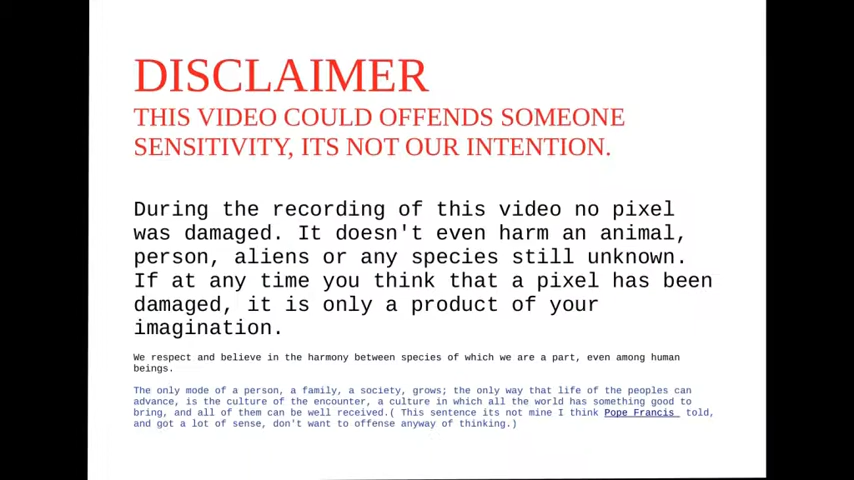 DISCLAIMER
THIS VIDEO COULD OFFENDS SOMEONE
SENSITIVITY, ITS NOT OUR INTENTION.
During the recording of this video no pixel
was damaged. It doesn't even harm an animal,
person, aliens or any species still unknown.
If at any time you think that a pixel has been
damaged, it is only a product of your
imagination.
We respect and believe in the harmony between species of which we are a part, even among human
beings.
The only mode of a person, a family, a society, grows; the only way that life of the peoples can
advance, is the culture of the encounter, a culture in which all the world has something good to
bring, and all of them can be well received.( This sentence its not mine I think Pope Francis  told,
and got a lot of sense, don't want to offense anyway of thinking.)